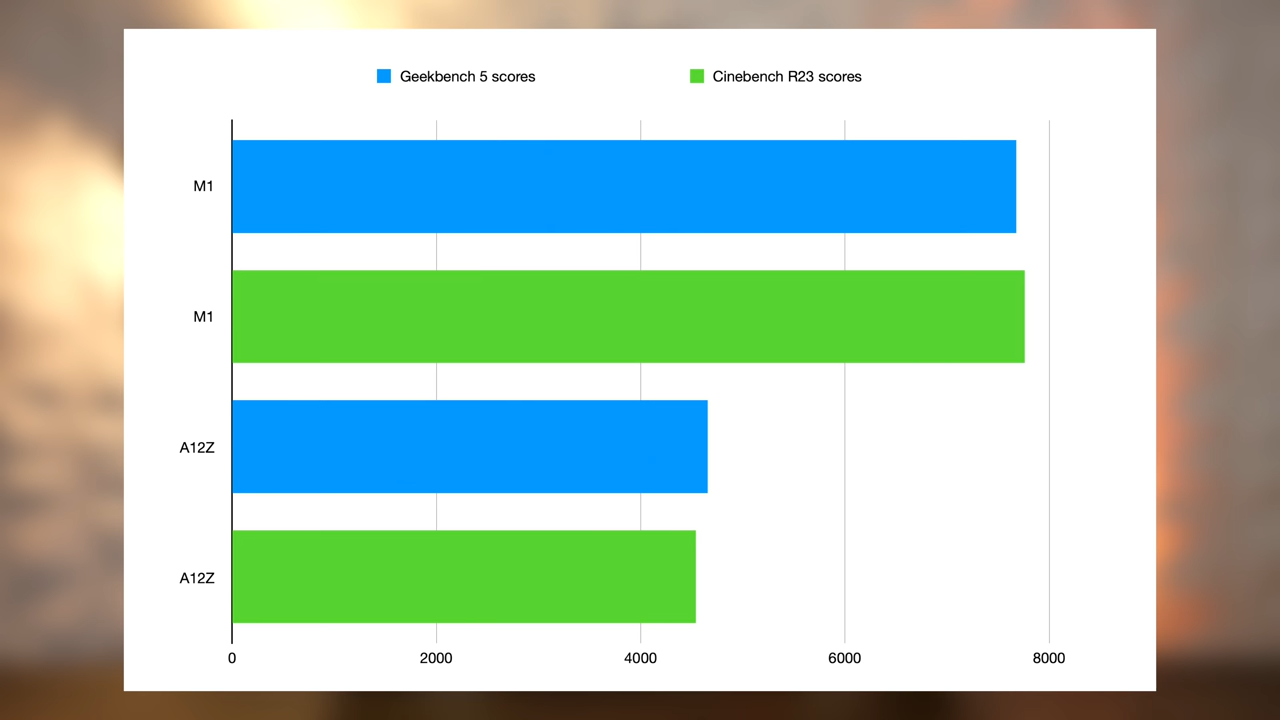 Geekbench 5 scores
Cinebench R23 scores
M1
M1
A12Z
A12Z
0 2000 4000 6000 8000